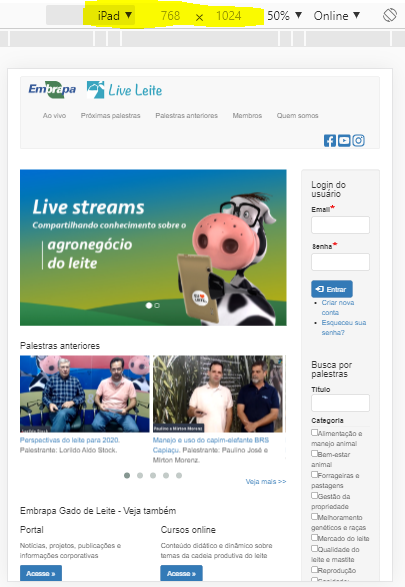 iPad ▼ 768 × 1024 50% ▼ Online ▼
Embrapa Live Leite
Ao vivo Próximas palestras Palestras anteriores Membros Quem somos
Live streams
Compartilhando conhecimento sobre o
agronegócio
do leite
Login do
usuário
Email*
Senha*
Entrar
Criar nova
conta
Esqueceu sua
senha?
Palestras anteriores
Perspectivas do leite para 2020.
Palestrante: Lorildo Aldo Stock.
Manejo e uso do capim-elefante BRS
Capiaçu. Palestrante: Paulino José e
Mirton Morenz.
Veja mais >>
Busca por
palestras
Título
Categoria
Alimentação e
manejo animal
Bem-estar
animal
Forrageiras e
pastagens
Gestão da
propriedade
Melhoramento
genéticos e raças
Mercado do leite
Qualidade do
leite e mastite
Reprodução
Embrapa Gado de Leite - Veja também
Portal
Notícias, projetos, publicações e
informações corporativas
Acesse »
Cursos online
Conteúdo didático e dinâmico sobre
temas da cadeia produtiva do leite
Acesse »